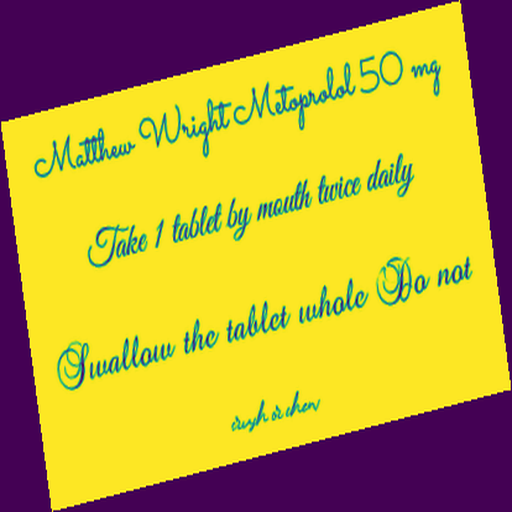 Matthew Wright Metoprolol 50 mg
Take 1 tablet by mouth twice daily
Swallow the tablet whole Do not
crush or chew